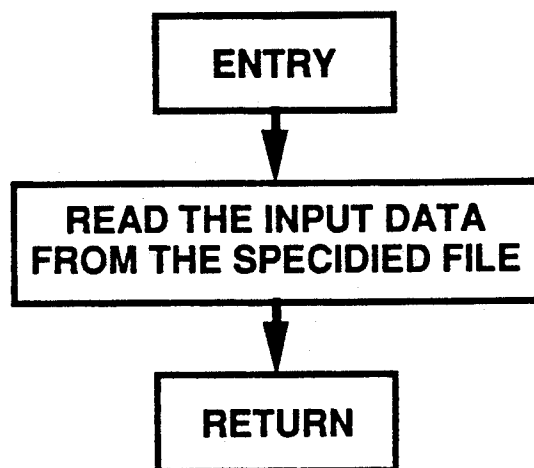 ENTRY
READ THE INPUT DATA
FROM THE SPECIDIED FILE
RETURN